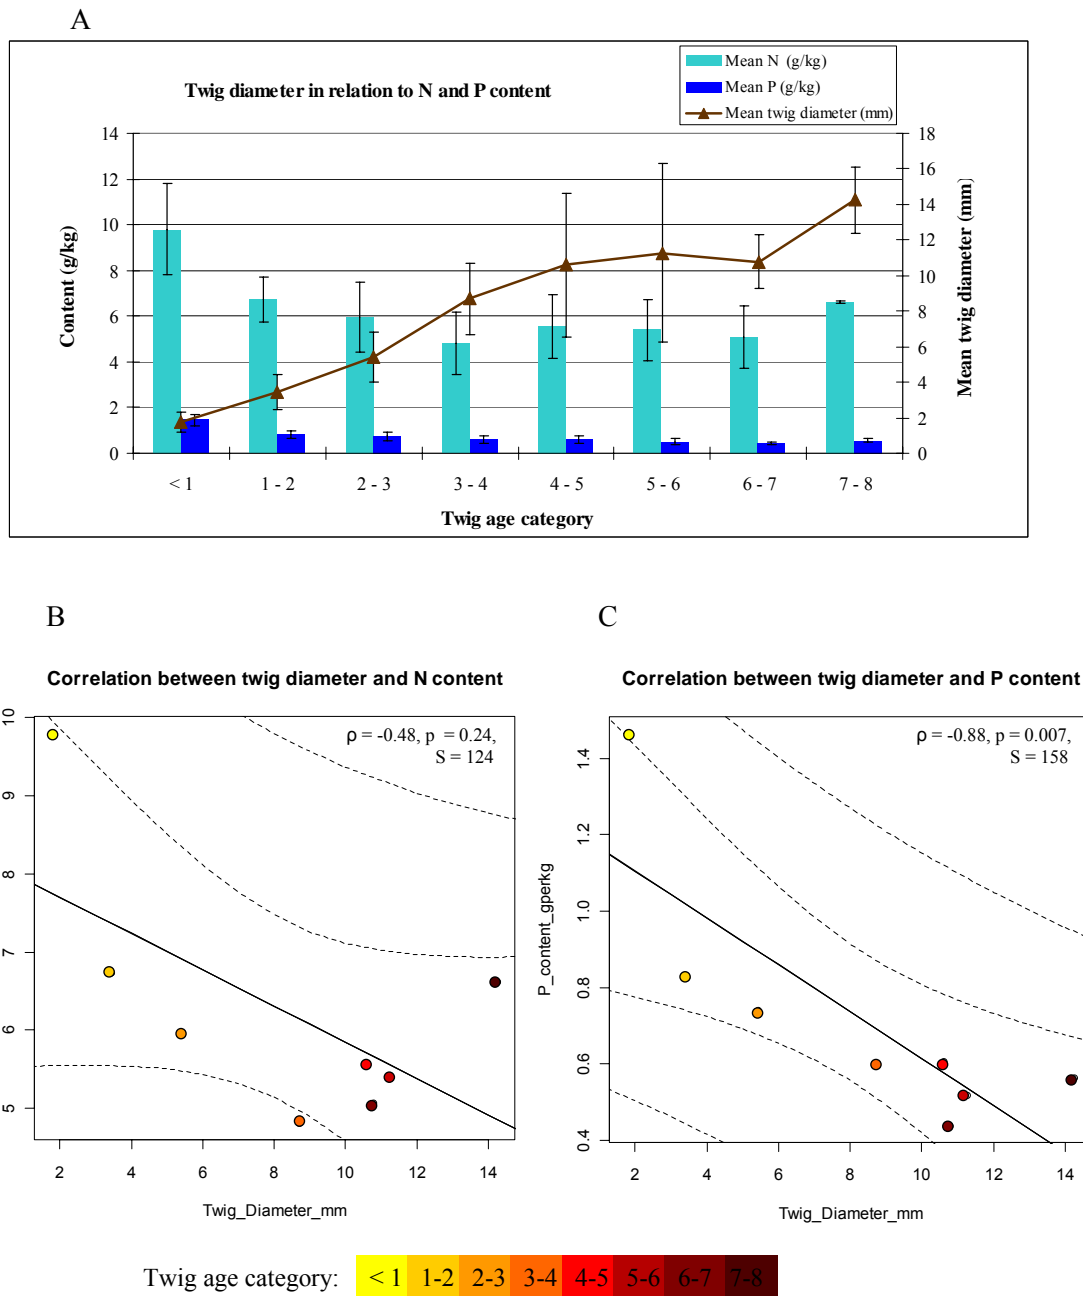 A
Mean N (g/kg)
Mean P (g/kg)
Mean twig diameter (mm)
Twig diameter in relation to N and P content
Content (g/kg)
14
12
10
8
6
4
2
0
18
16
14
12
10
8
6
4
2
0
Mean twig diameter (mm)
< 1 1 - 2 2 - 3 3 - 4 4 - 5 5 - 6 6 - 7 7 - 8
Twig age category
B
Correlation between twig diameter and N content
ρ = -0.48, p = 0.24,
S = 124
10
9
8
7
6
5
2 4 6 8 10 12 14
Twig_Diameter_mm
C
Correlation between twig diameter and P content
ρ = -0.88, p = 0.007,
S = 158
P_content_gperkg
1.4
1.2
1.0
0.8
0.6
0.4
2 4 6 8 10 12 14
Twig_Diameter_mm
Twig age category: < 1 1-2 2-3 3-4 4-5 5-6 6-7 7-8